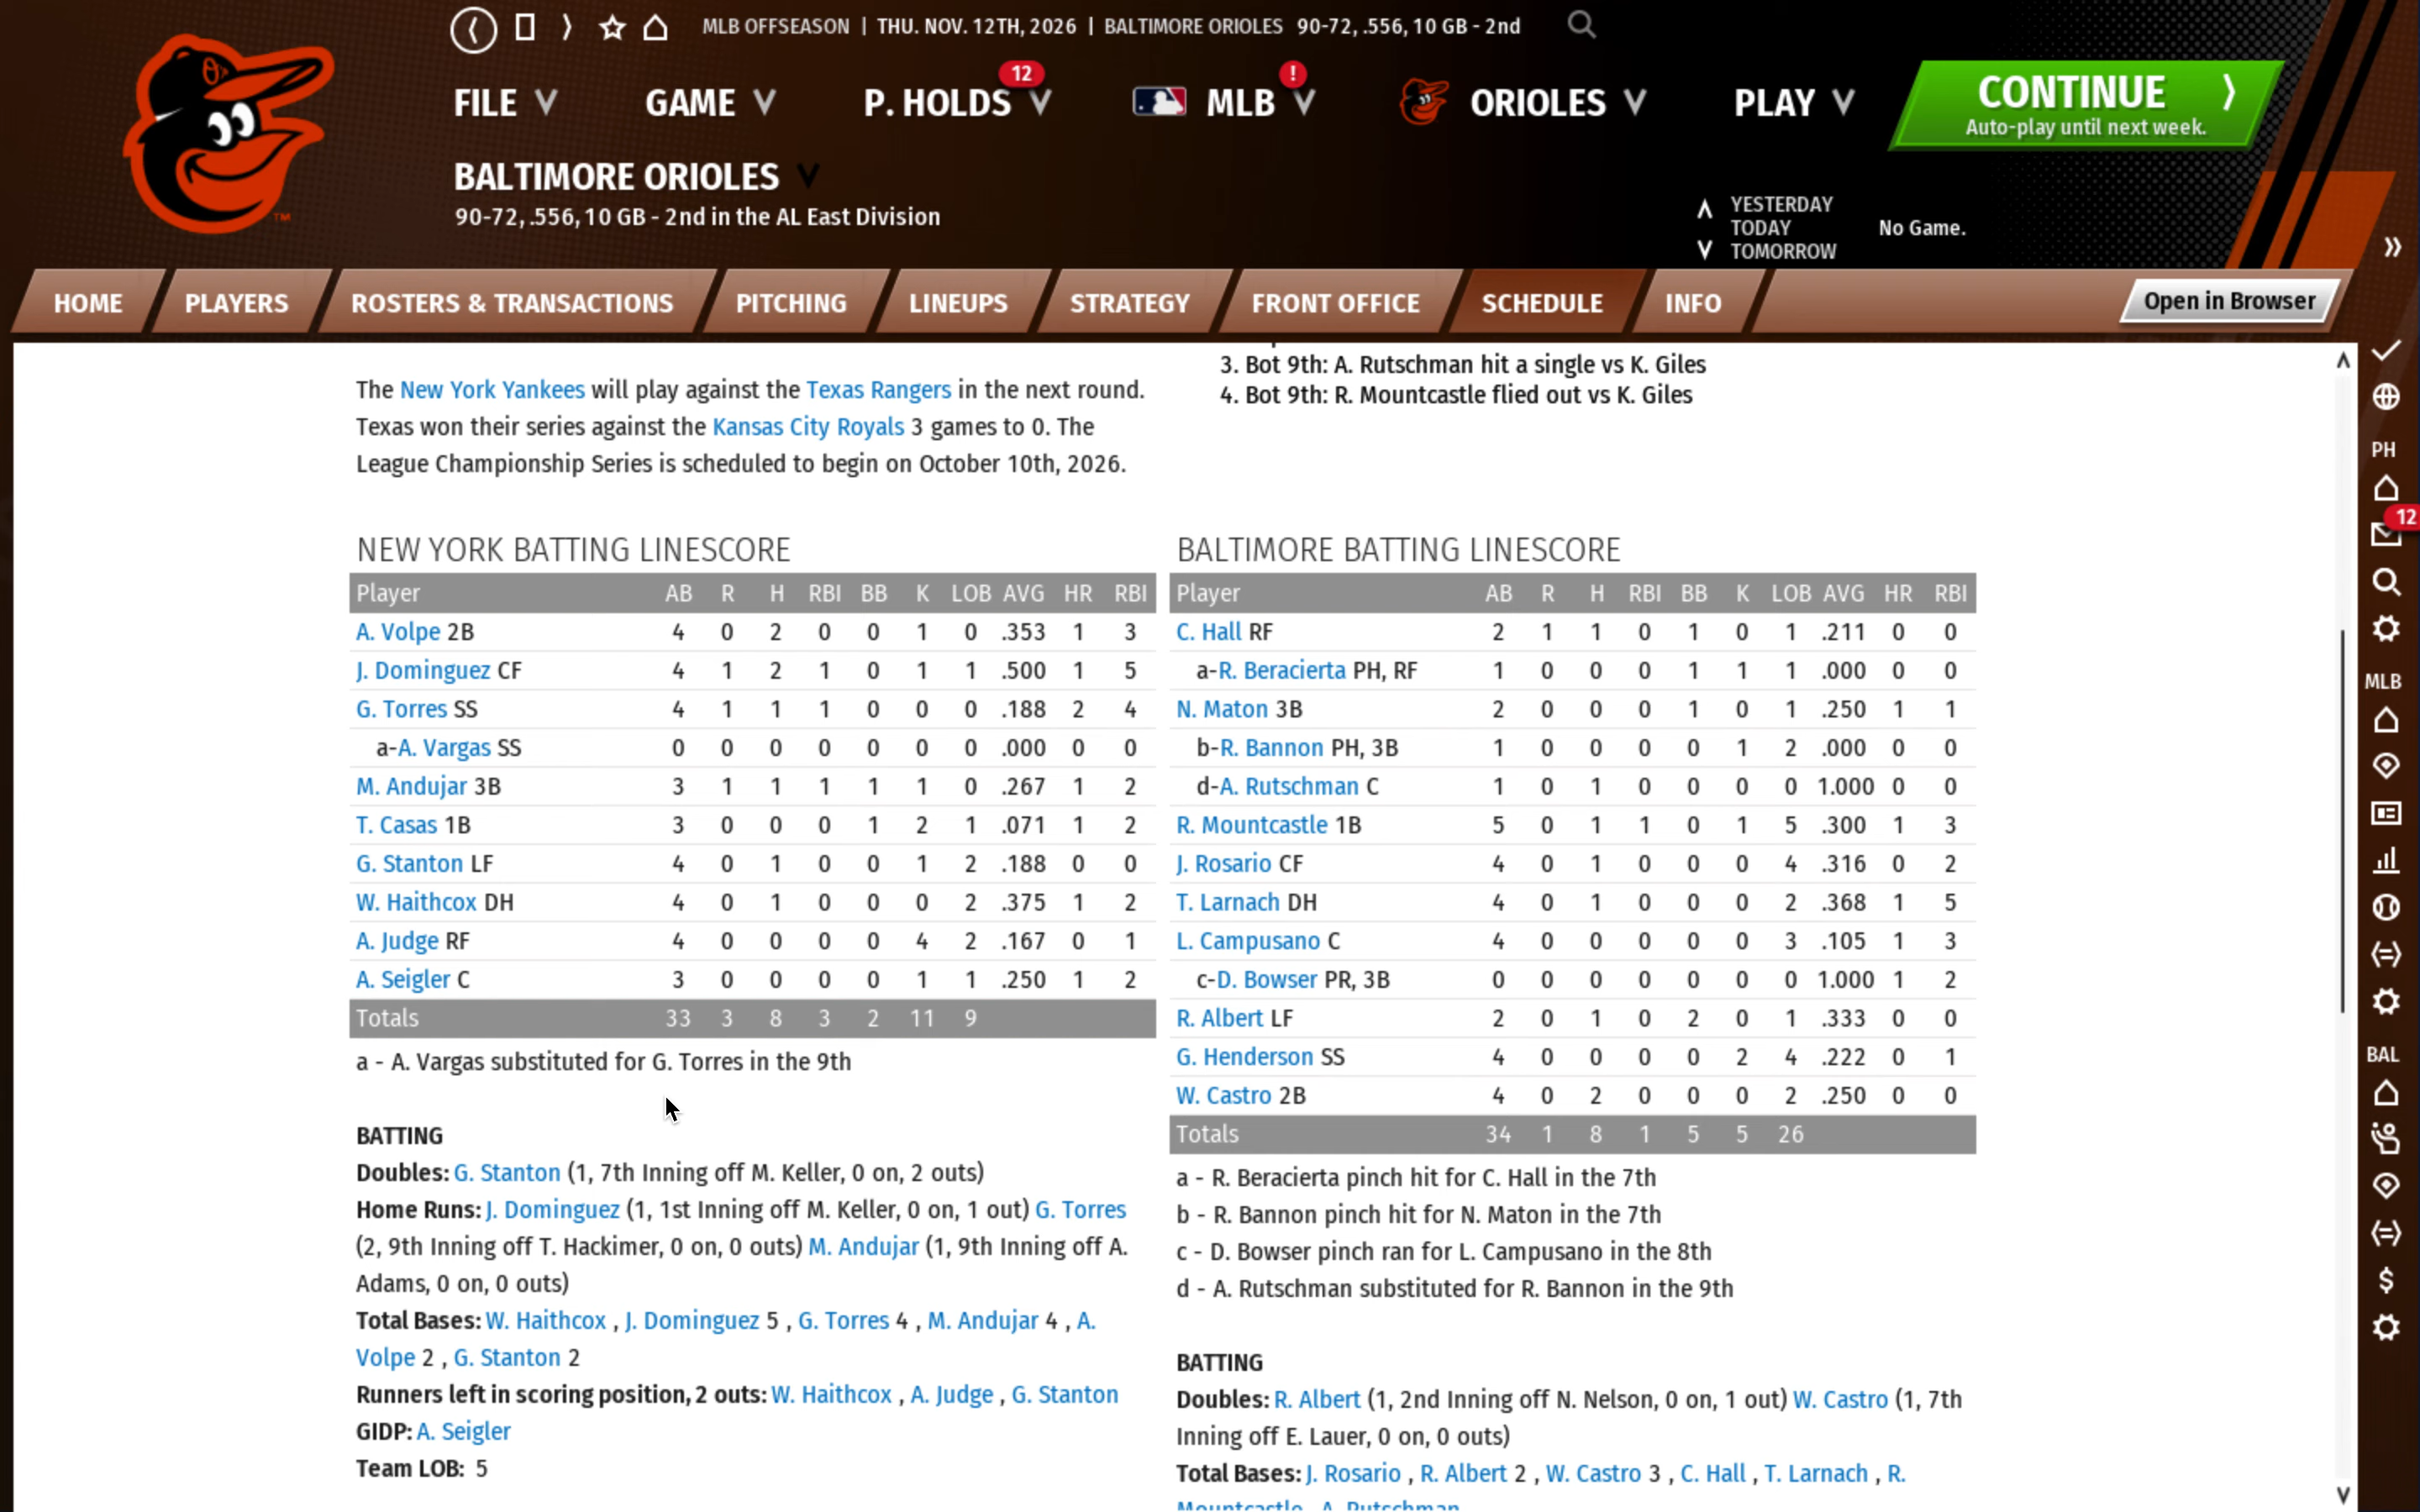 MLB OFFSEASON | THU. NOV. 12TH, 2026 | BALTIMORE ORIOLES 90-72, .556, 10 GB - 2nd
FILE GAME P. HOLDS 12 MLB ! ORIOLES PLAY
CONTINUE
Auto-play until next week.
BALTIMORE ORIOLES
90-72, .556, 10 GB - 2nd in the AL East Division
YESTERDAY
TODAY No Game.
TOMORROW
HOME PLAYERS ROSTERS & TRANSACTIONS PITCHING LINEUPS STRATEGY FRONT OFFICE SCHEDULE INFO Open in Browser
The New York Yankees will play against the Texas Rangers in the next round.
Texas won their series against the Kansas City Royals 3 games to 0. The
League Championship Series is scheduled to begin on October 10th, 2026.
3. Bot 9th: A. Rutschman hit a single vs K. Giles
4. Bot 9th: R. Mountcastle flied out vs K. Giles
NEW YORK BATTING LINESCORE
Player AB R H RBI BB K LOB AVG HR RBI
A. Volpe 2B 4 0 2 0 0 1 0 .353 1 3
J. Dominguez CF 4 1 2 1 0 1 1 .500 1 5
G. Torres SS 4 1 1 1 0 0 0 .188 2 4
a-A. Vargas SS 0 0 0 0 0 0 0 .000 0 0
M. Andujar 3B 3 1 1 1 1 1 0 .267 1 2
T. Casas 1B 3 0 0 0 1 2 1 .071 1 2
G. Stanton LF 4 0 1 0 0 1 2 .188 0 0
W. Haithcox DH 4 0 1 0 0 0 2 .375 1 2
A. Judge RF 4 0 0 0 0 4 2 .167 0 1
A. Seigler C 3 0 0 0 0 1 1 .250 1 2
Totals 33 3 8 3 2 11 9
a - A. Vargas substituted for G. Torres in the 9th
BATTING
Doubles: G. Stanton (1, 7th Inning off M. Keller, 0 on, 2 outs)
Home Runs: J. Dominguez (1, 1st Inning off M. Keller, 0 on, 1 out) G. Torres
(2, 9th Inning off T. Hackimer, 0 on, 0 outs) M. Andujar (1, 9th Inning off A.
Adams, 0 on, 0 outs)
Total Bases: W. Haithcox , J. Dominguez 5 , G. Torres 4 , M. Andujar 4 , A.
Volpe 2 , G. Stanton 2
Runners left in scoring position, 2 outs: W. Haithcox , A. Judge , G. Stanton
GIDP: A. Seigler
Team LOB: 5
BALTIMORE BATTING LINESCORE
Player AB R H RBI BB K LOB AVG HR RBI
C. Hall RF 2 1 1 0 1 0 1 .211 0 0
a-R. Beracierta PH, RF 1 0 0 0 1 1 1 .000 0 0
N. Maton 3B 2 0 0 0 1 0 1 .250 1 1
b-R. Bannon PH, 3B 1 0 0 0 0 1 2 .000 0 0
d-A. Rutschman C 1 0 1 0 0 0 0 1.000 0 0
R. Mountcastle 1B 5 0 1 1 0 1 5 .300 1 3
J. Rosario CF 4 0 1 0 0 0 4 .316 0 2
T. Larnach DH 4 0 1 0 0 0 2 .368 1 5
L. Campusano C 4 0 0 0 0 0 3 .105 1 3
c-D. Bowser PR, 3B 0 0 0 0 0 0 0 1.000 1 2
R. Albert LF 2 0 1 0 2 0 1 .333 0 0
G. Henderson SS 4 0 0 0 0 2 4 .222 0 1
W. Castro 2B 4 0 2 0 0 0 2 .250 0 0
Totals 34 1 8 1 5 5 26
a - R. Beracierta pinch hit for C. Hall in the 7th
b - R. Bannon pinch hit for N. Maton in the 7th
c - D. Bowser pinch ran for L. Campusano in the 8th
d - A. Rutschman substituted for R. Bannon in the 9th
BATTING
Doubles: R. Albert (1, 2nd Inning off N. Nelson, 0 on, 1 out) W. Castro (1, 7th
Inning off E. Lauer, 0 on, 0 outs)
Total Bases: J. Rosario , R. Albert 2 , W. Castro 3 , C. Hall , T. Larnach , R.
Mountcastle , A. Rutschman
PH
12
MLB
BAL